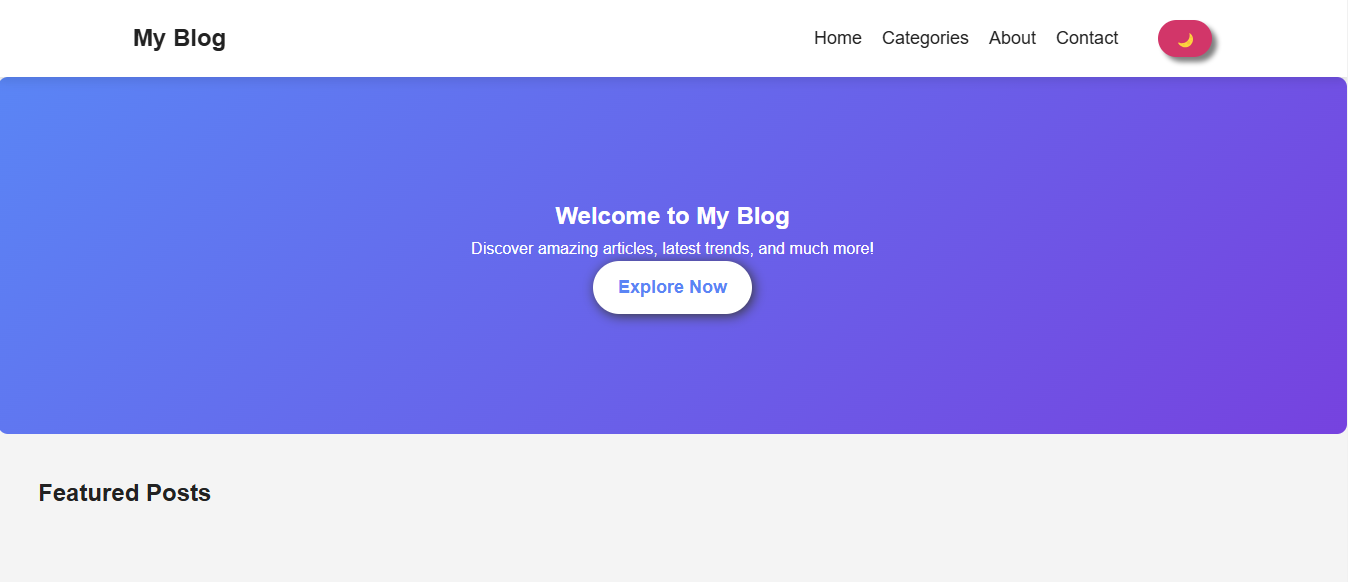 My Blog
Home Categories About Contact 🌙
Welcome to My Blog
Discover amazing articles, latest trends, and much more!
Explore Now
Featured Posts